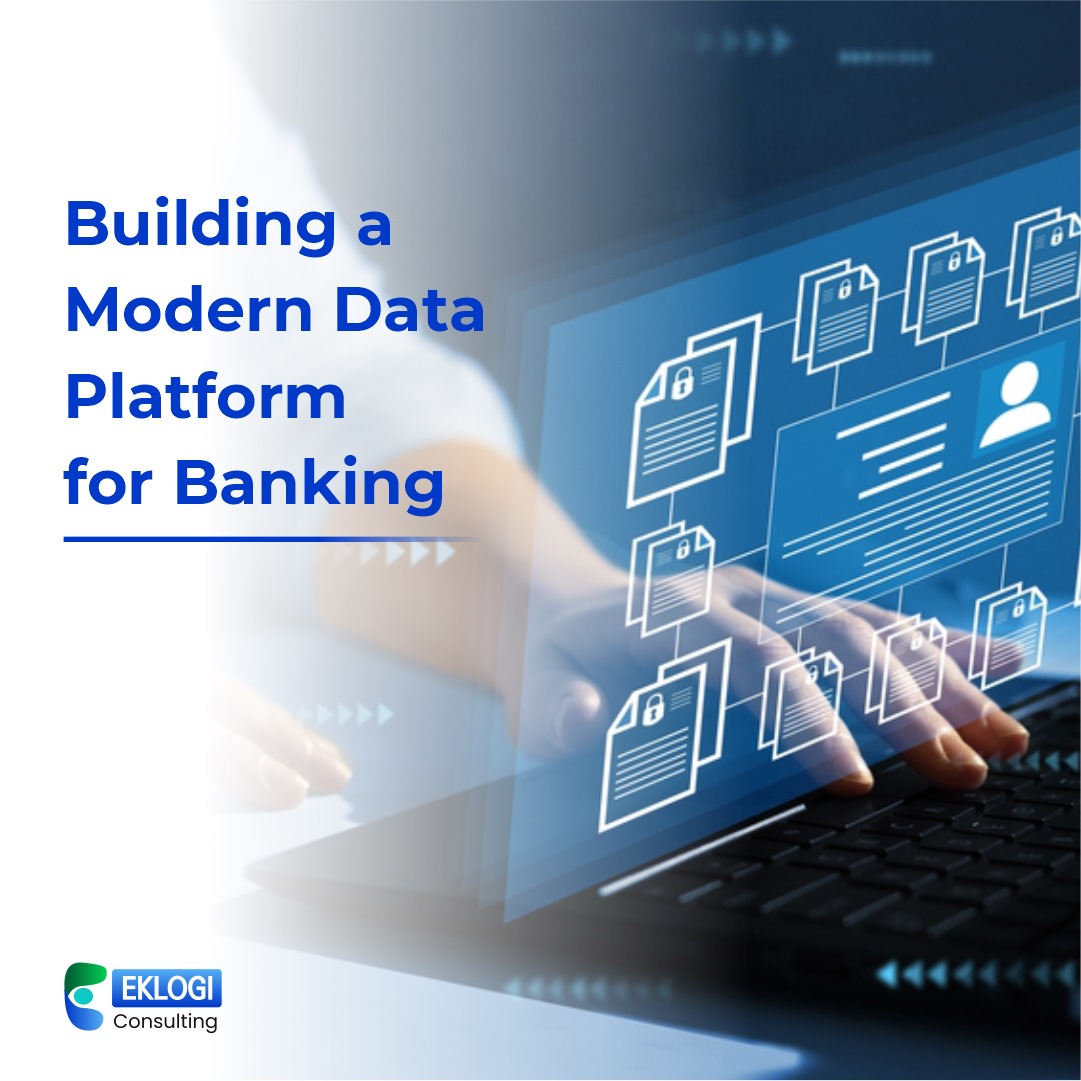 Building a
Modern Data
Platform
for Banking
EKLOGI
Consulting